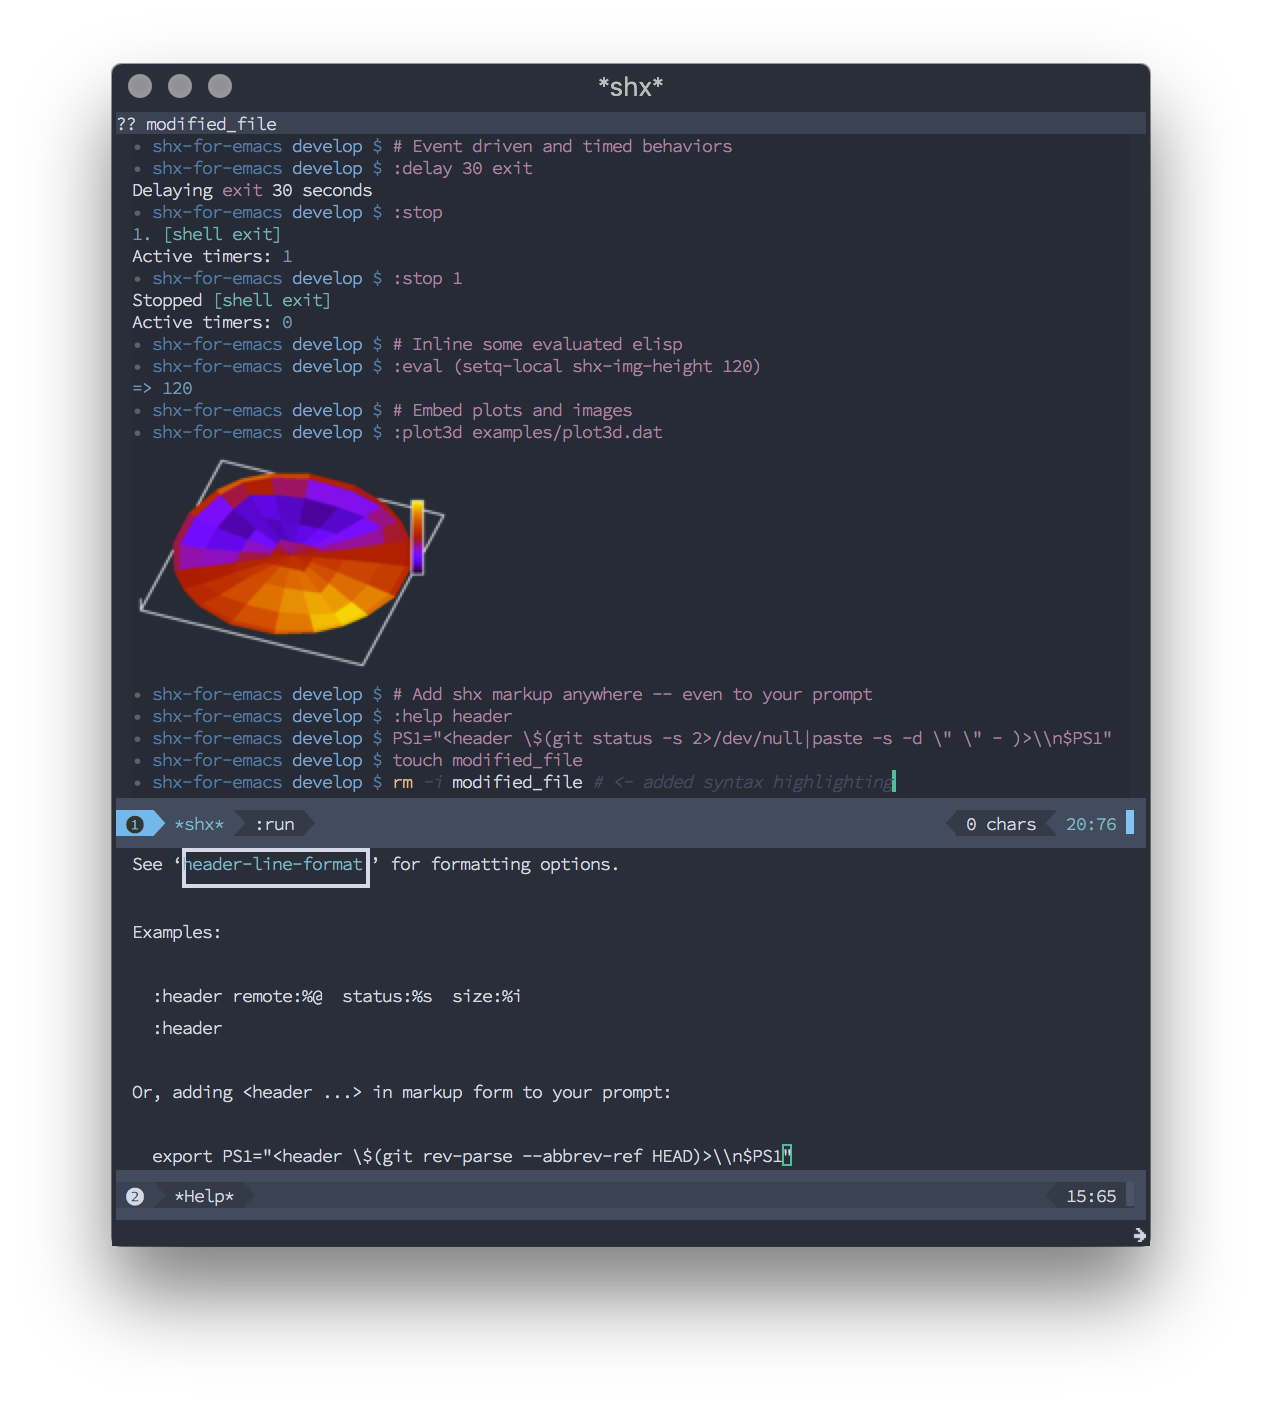 *shx*
?? modified_file
• shx-for-emacs develop $ # Event driven and timed behaviors
• shx-for-emacs develop $ :delay 30 exit
Delaying exit 30 seconds
• shx-for-emacs develop $ :stop
1. [shell exit]
Active timers: 1
• shx-for-emacs develop $ :stop 1
Stopped [shell exit]
Active timers: 0
• shx-for-emacs develop $ # Inline some evaluated elisp
• shx-for-emacs develop $ :eval (setq-local shx-img-height 120)
=> 120
• shx-for-emacs develop $ # Embed plots and images
• shx-for-emacs develop $ :plot3d examples/plot3d.dat
• shx-for-emacs develop $ # Add shx markup anywhere -- even to your prompt
• shx-for-emacs develop $ :help header
• shx-for-emacs develop $ PS1="<header \$(git status -s 2>/dev/null|paste -s -d \" \" - )>\\n$PS1"
• shx-for-emacs develop $ touch modified_file
• shx-for-emacs develop $ rm -i modified_file # <- added syntax highlighting
1 *shx* :run 0 chars 20:76
See ‘header-line-format’ for formatting options.
Examples:
:header remote:%@  status:%s  size:%i
:header
Or, adding <header ...> in markup form to your prompt:
export PS1="<header \$(git rev-parse --abbrev-ref HEAD)>\\n$PS1"
2 *Help* 15:65